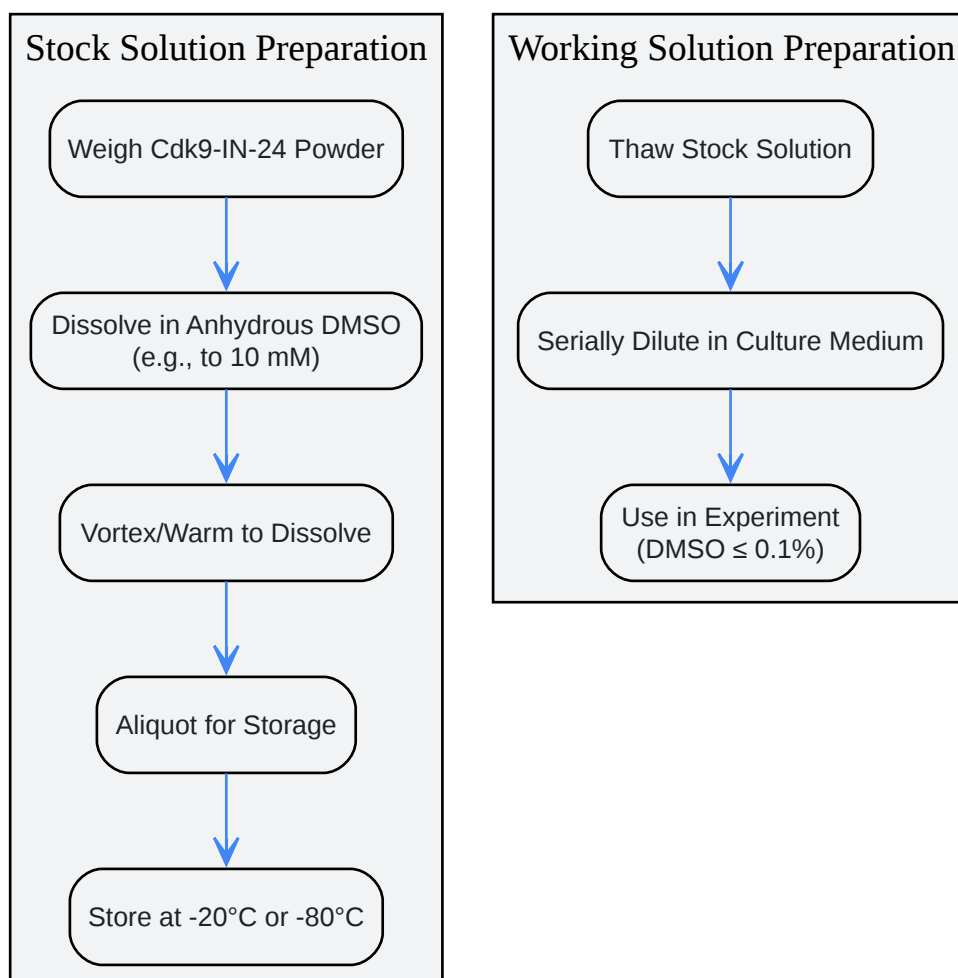 Stock Solution Preparation
Weigh Cdk9-IN-24 Powder
Dissolve in Anhydrous DMSO
(e.g., to 10 mM)
Vortex/Warm to Dissolve
Aliquot for Storage
Store at -20°C or -80°C
Working Solution Preparation
Thaw Stock Solution
Serially Dilute in Culture Medium
Use in Experiment
(DMSO ≤ 0.1%)